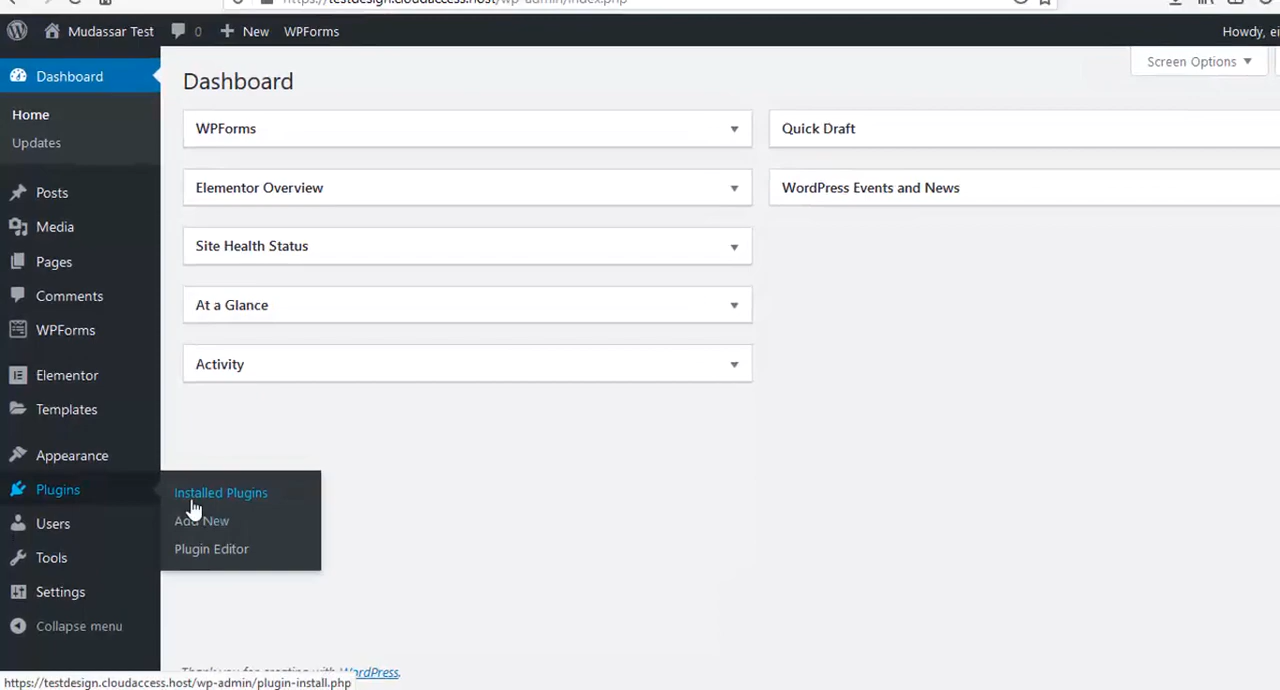 https://testdesign.cloudaccess.host/wp-admin/index.php
Mudassar Test 0 New WPForms Howdy, ei
Dashboard
Home
Updates
Posts
Media
Pages
Comments
WPForms
Elementor
Templates
Appearance
Plugins
Users
Tools
Settings
Collapse menu
Installed Plugins
Add New
Plugin Editor
Screen Options
Dashboard
WPForms
Elementor Overview
Site Health Status
At a Glance
Activity
Quick Draft
WordPress Events and News
Thank you for creating with WordPress.
https://testdesign.cloudaccess.host/wp-admin/plugin-install.php